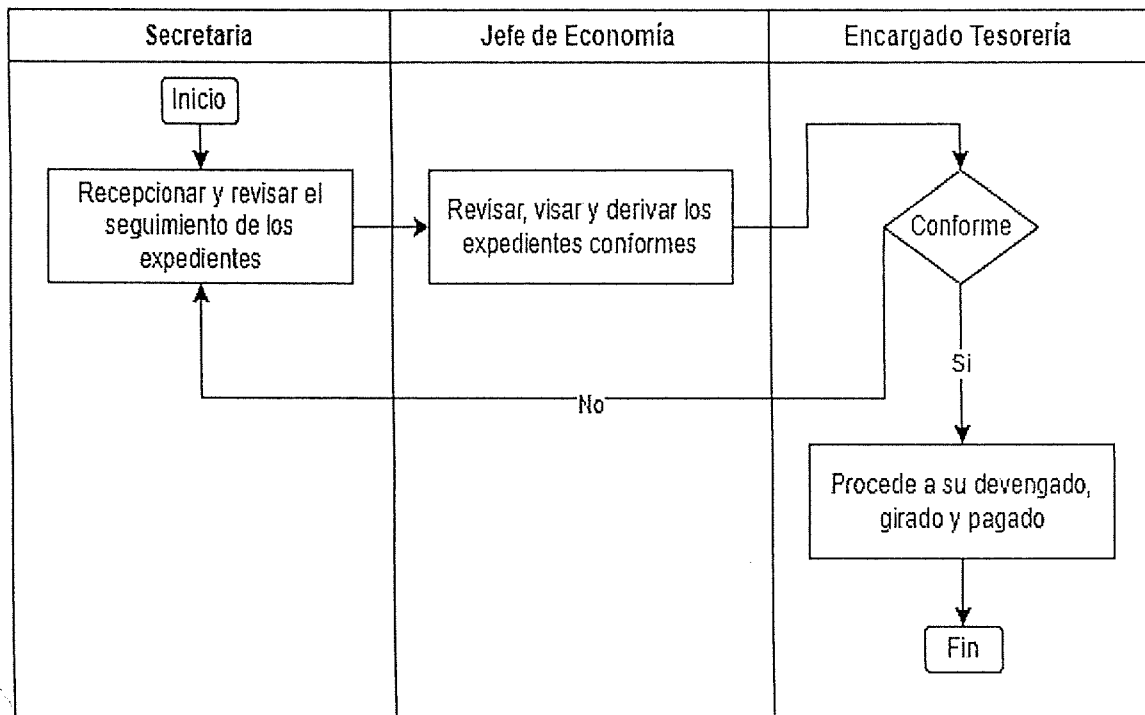 Secretaria
Jefe de Economía
Encargado Tesorería
Inicio
Recepcionar y revisar el
seguimiento de los
expedientes
Revisar, visar y derivar los
expedientes conformes
Conforme
Si
No
Procede a su devengado,
girado y pagado
Fin